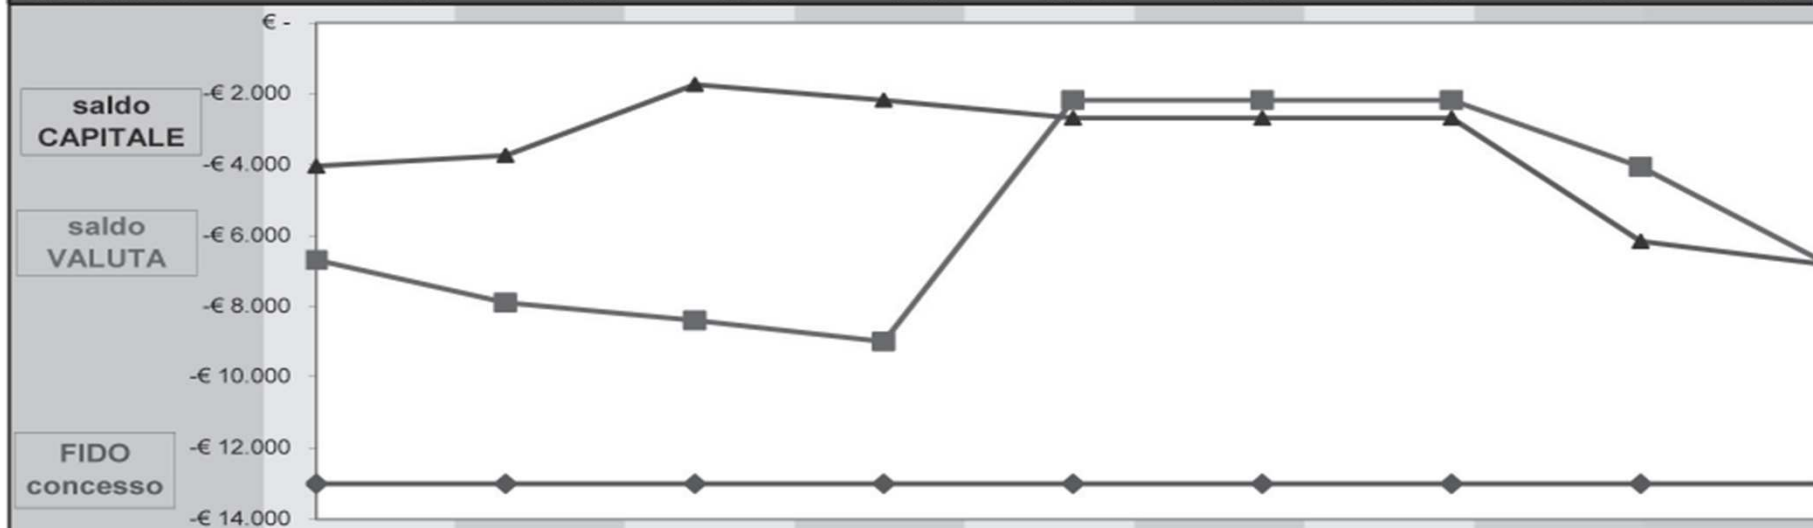 € -
-€ 2.000
saldo
CAPITALE
-€ 4.000
saldo
VALUTA
-€ 6.000
-€ 8.000
-€ 10.000
FIDO
concesso
-€ 12.000
-€ 14.000